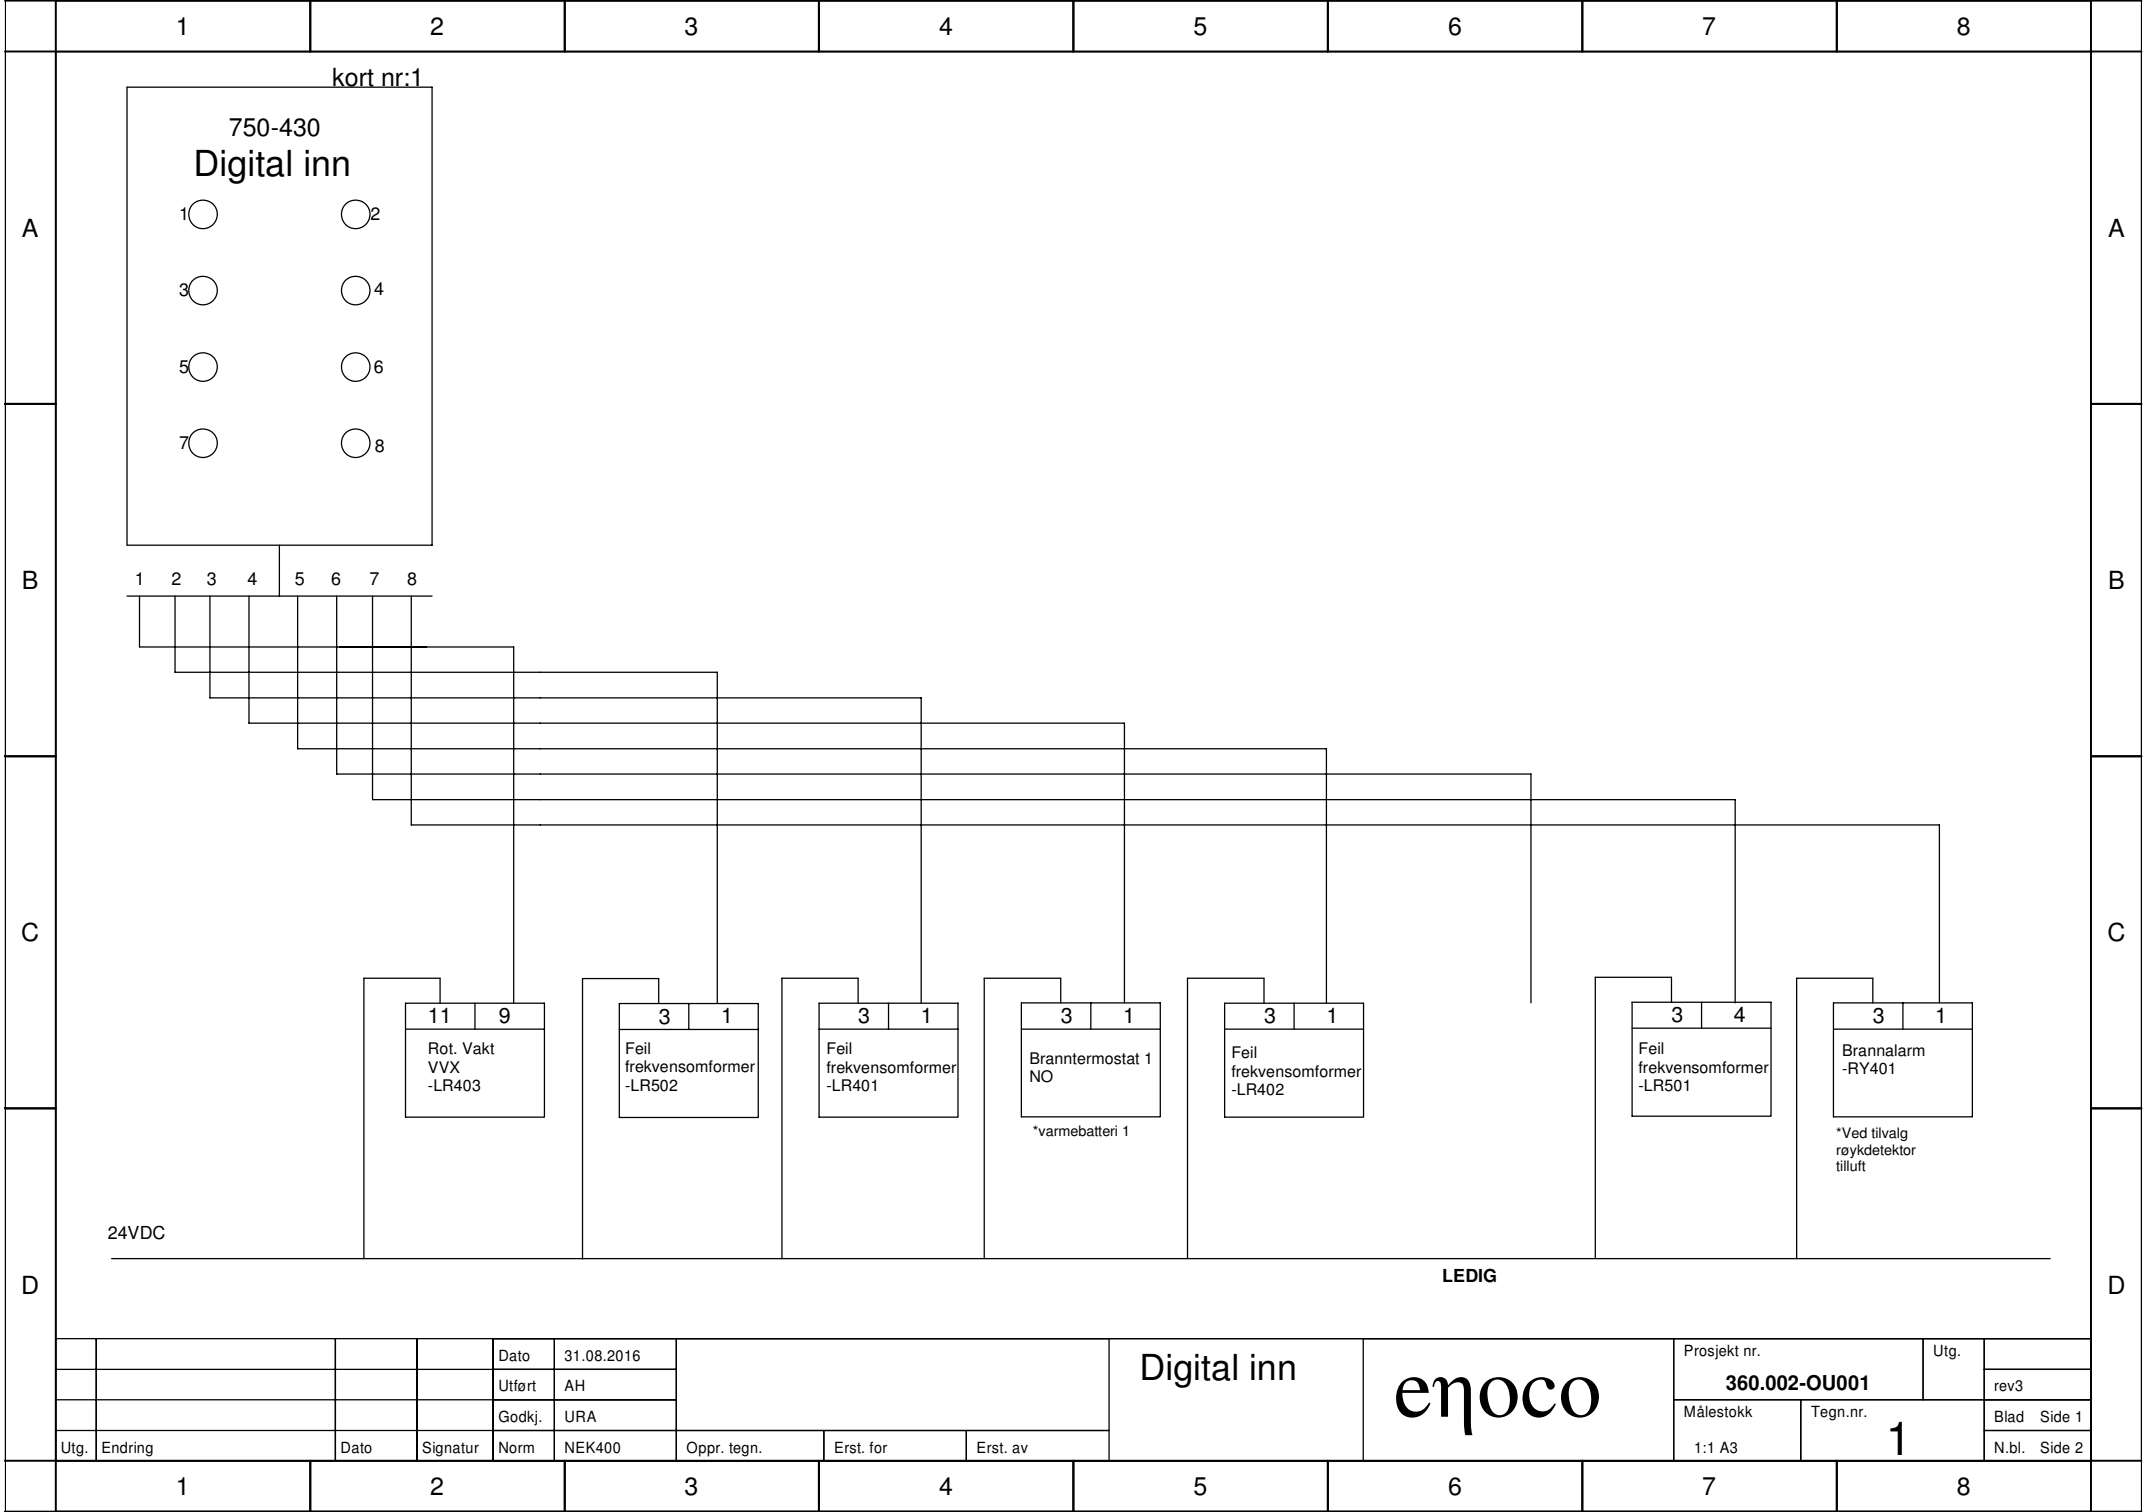 1 2 3 4 5 6 7 8
kort nr:1
750-430
Digital inn
1 2
3 4
5 6
7 8
A A
B B
C C
D D
1 2 3 4 5 6 7 8
11 9
Rot. Vakt
VVX
-LR403
3 1
Feil
frekvensomformer
-LR502
3 1
Feil
frekvensomformer
-LR401
3 1
Branntermostat 1
NO
*varmebatteri 1
3 1
Feil
frekvensomformer
-LR402
3 4
Feil
frekvensomformer
-LR501
3 1
Brannalarm
-RY401
*Ved tilvalg
røykdetektor
tilluft
24VDC
LEDIG
Dato 31.08.2016
Utført AH
Godkj. URA
Utg. Endring Dato Signatur Norm NEK400 Oppr. tegn. Erst. for Erst. av
Digital inn
eηoco
Prosjekt nr. Utg.
360.002-OU001
rev3
Målestokk Tegn.nr.
1:1 A3 1
Blad Side 1
N.bl. Side 2
1 2 3 4 5 6 7 8